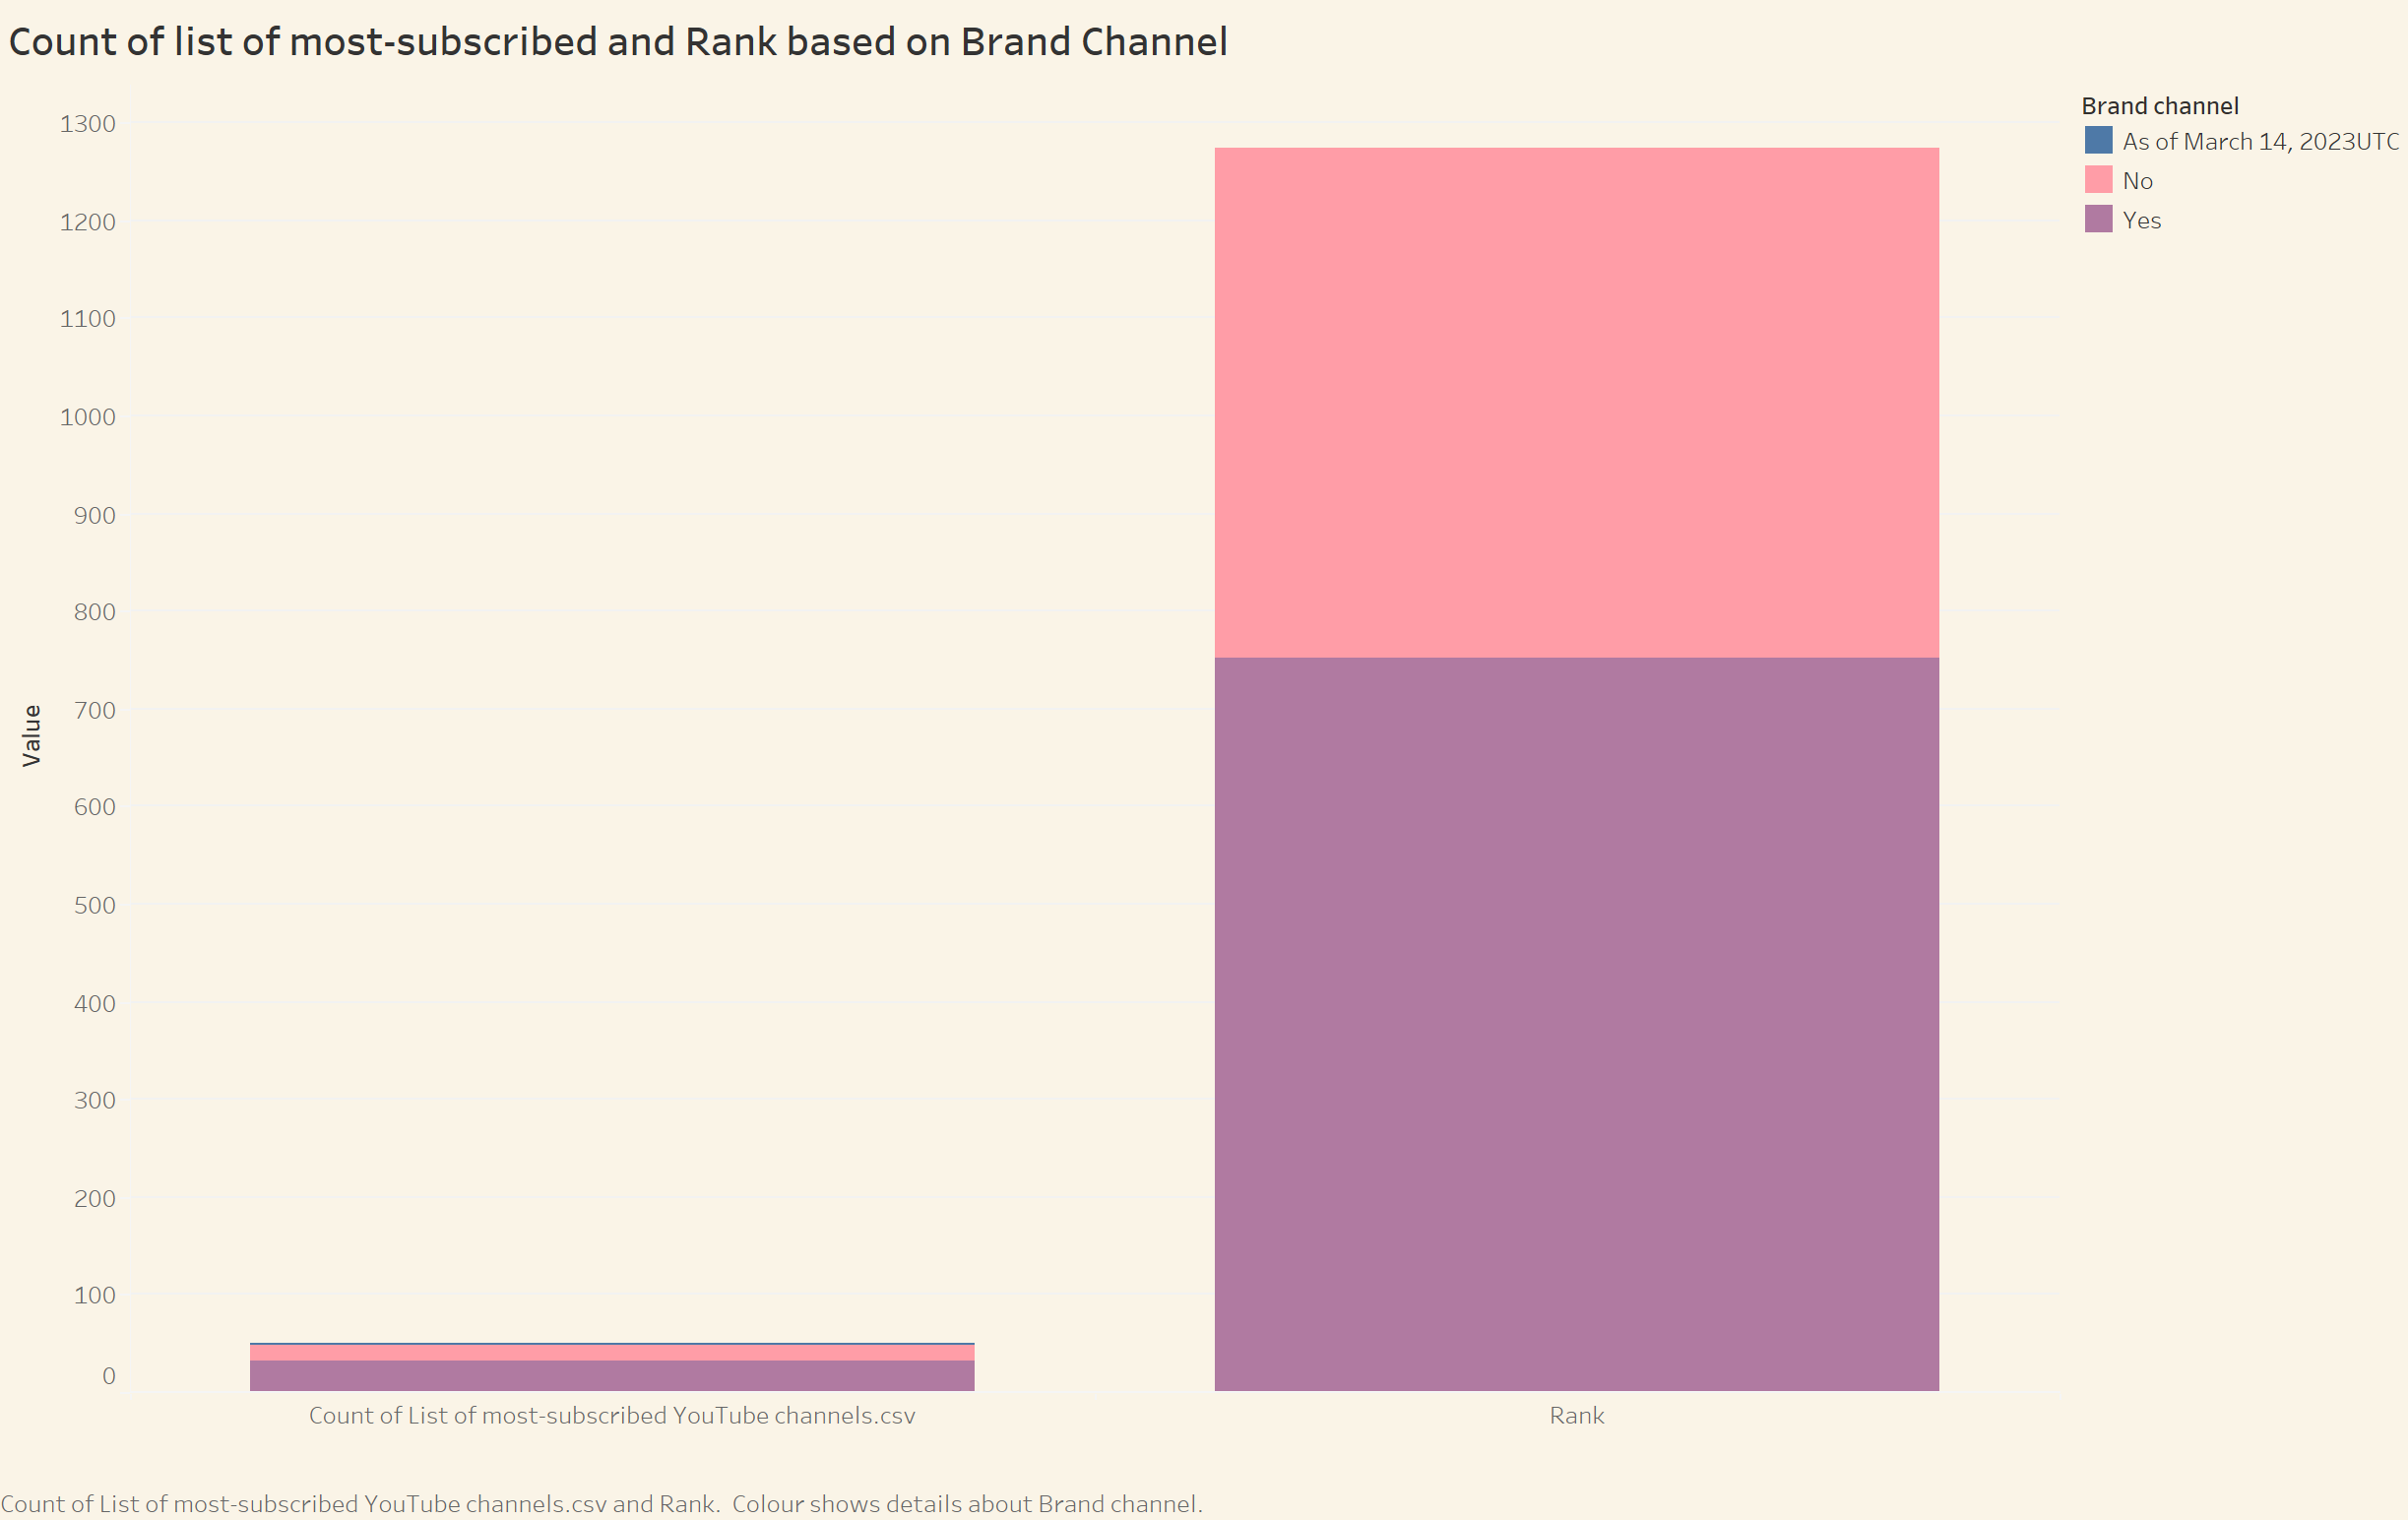 Count of list of most-subscribed and Rank based on Brand Channel
Brand channel
As of March 14, 2023UTC
No
Yes
1300
1200
1100
1000
900
800
700
600
500
400
300
200
100
0
Value
Count of List of most-subscribed YouTube channels.csv
Rank
Count of List of most-subscribed YouTube channels.csv and Rank.  Colour shows details about Brand channel.